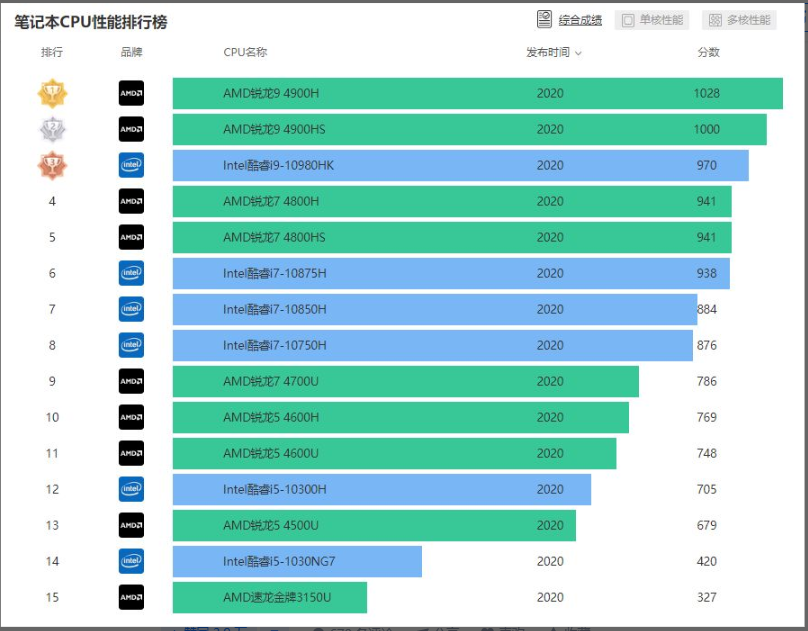 笔记本CPU性能排行榜 综合成绩 单核性能 多核性能
排行 品牌 CPU名称 发布时间 分数
1 AMD AMD锐龙9 4900H 2020 1028
2 AMD AMD锐龙9 4900HS 2020 1000
3 intel Intel酷睿i9-10980HK 2020 970
4 AMD AMD锐龙7 4800H 2020 941
5 AMD AMD锐龙7 4800HS 2020 941
6 intel Intel酷睿i7-10875H 2020 938
7 intel Intel酷睿i7-10850H 2020 884
8 intel Intel酷睿i7-10750H 2020 876
9 AMD AMD锐龙7 4700U 2020 786
10 AMD AMD锐龙5 4600H 2020 769
11 AMD AMD锐龙5 4600U 2020 748
12 intel Intel酷睿i5-10300H 2020 705
13 AMD AMD锐龙5 4500U 2020 679
14 intel Intel酷睿i5-1030NG7 2020 420
15 AMD AMD速龙金牌3150U 2020 327